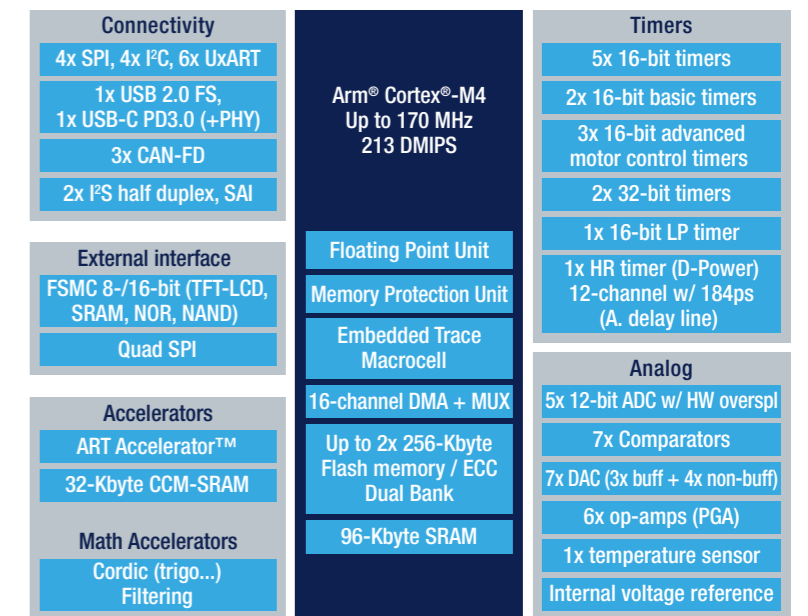 Connectivity
4x SPI, 4x I²C, 6x UxART
1x USB 2.0 FS,
1x USB-C PD3.0 (+PHY)
3x CAN-FD
2x I²S half duplex, SAI
External interface
FSMC 8-/16-bit (TFT-LCD,
SRAM, NOR, NAND)
Quad SPI
Accelerators
ART Accelerator™
32-Kbyte CCM-SRAM
Math Accelerators
Cordic (trigo...)
Filtering
Arm® Cortex®-M4
Up to 170 MHz
213 DMIPS
Floating Point Unit
Memory Protection Unit
Embedded Trace
Macrocell
16-channel DMA + MUX
Up to 2x 256-Kbyte
Flash memory / ECC
Dual Bank
96-Kbyte SRAM
Timers
5x 16-bit timers
2x 16-bit basic timers
3x 16-bit advanced
motor control timers
2x 32-bit timers
1x 16-bit LP timer
1x HR timer (D-Power)
12-channel w/ 184ps
(A. delay line)
Analog
5x 12-bit ADC w/ HW overspl
7x Comparators
7x DAC (3x buff + 4x non-buff)
6x op-amps (PGA)
1x temperature sensor
Internal voltage reference